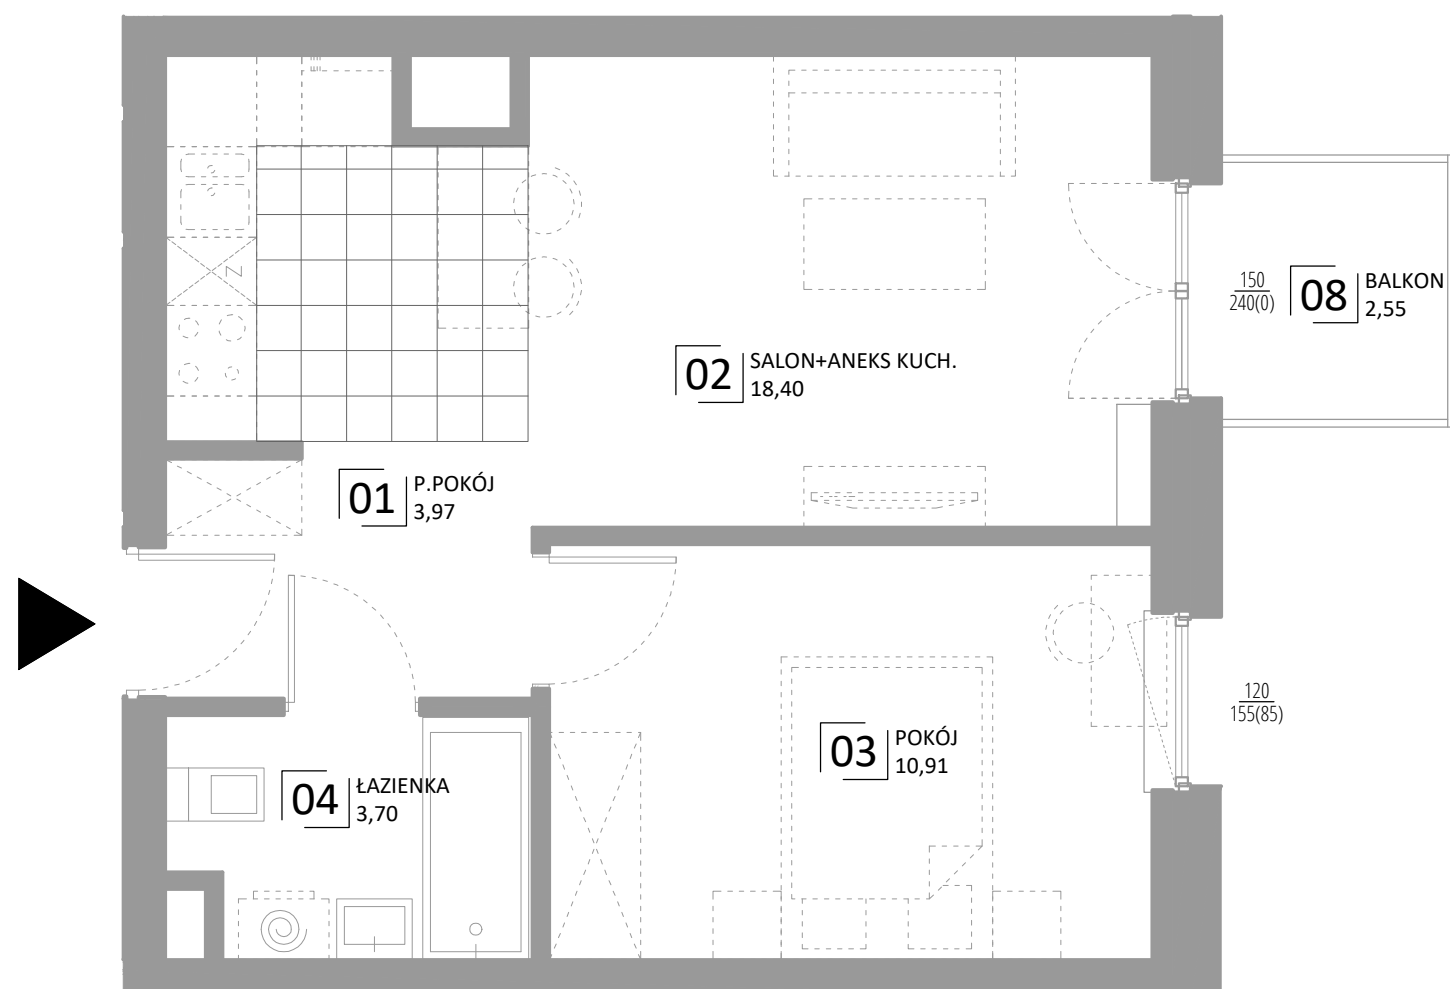 Z
150
240(0)
08
BALKON
2,55
02
SALON+ANEKS KUCH.
18,40
01
P.POKÓJ
3,97
120
155(85)
03
POKÓJ
10,91
04
ŁAZIENKA
3,70